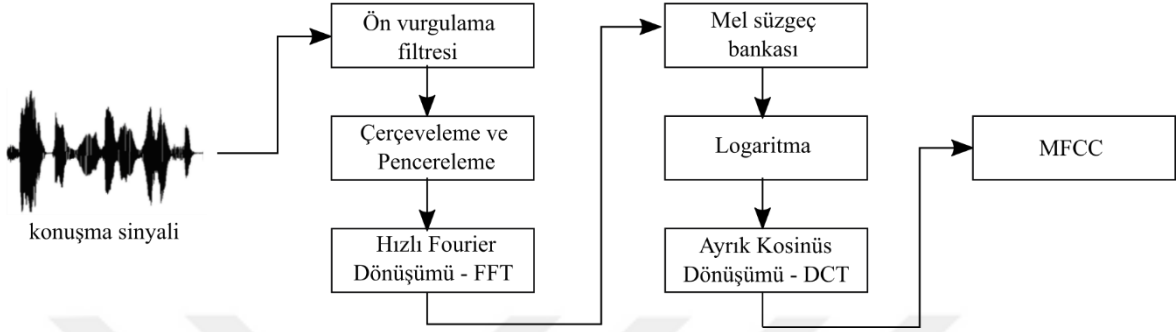 konuşma sinyali
Ön vurgulama
filtresi
Çerçeveleme ve
Pencereleme
Hızlı Fourier
Dönüşümü - FFT
Mel süzgeç
bankası
Logaritma
Ayrık Kosinüs
Dönüşümü - DCT
MFCC